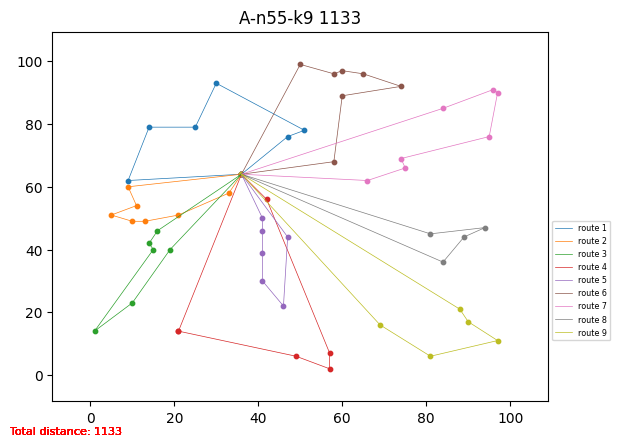 A-n55-k9 1133
100
80
60
40
20
0
0 20 40 60 80 100
route 1
route 2
route 3
route 4
route 5
route 6
route 7
route 8
route 9
Total distance: 1133